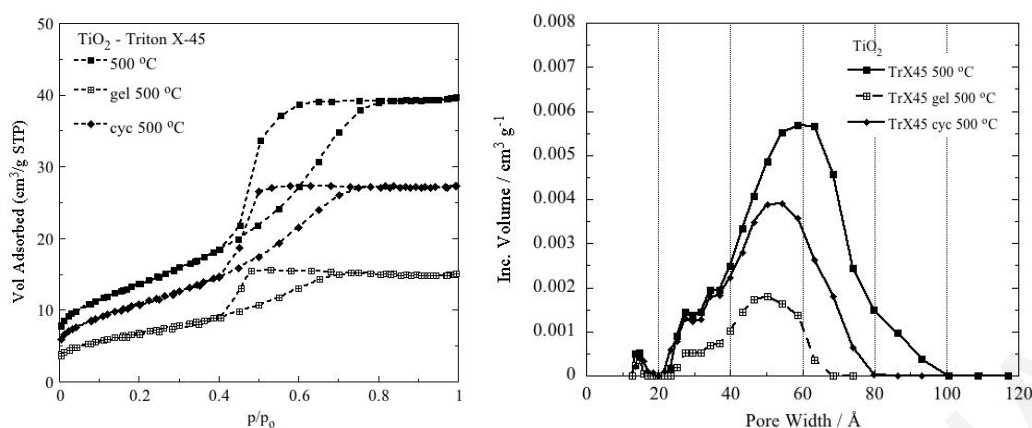 TiO2 - Triton X-45
500 °C
gel 500 °C
cyc 500 °C
Vol Adsorbed (cm3/g STP)
50
40
30
20
10
0
0 0.2 0.4 0.6 0.8 1
p/po
TiO2
TrX45 500 °C
TrX45 gel 500 °C
TrX45 cyc 500 °C
Inc. Volume / cm3 g-1
0.008
0.007
0.006
0.005
0.004
0.003
0.002
0.001
0
0 20 40 60 80 100 120
Pore Width / Å